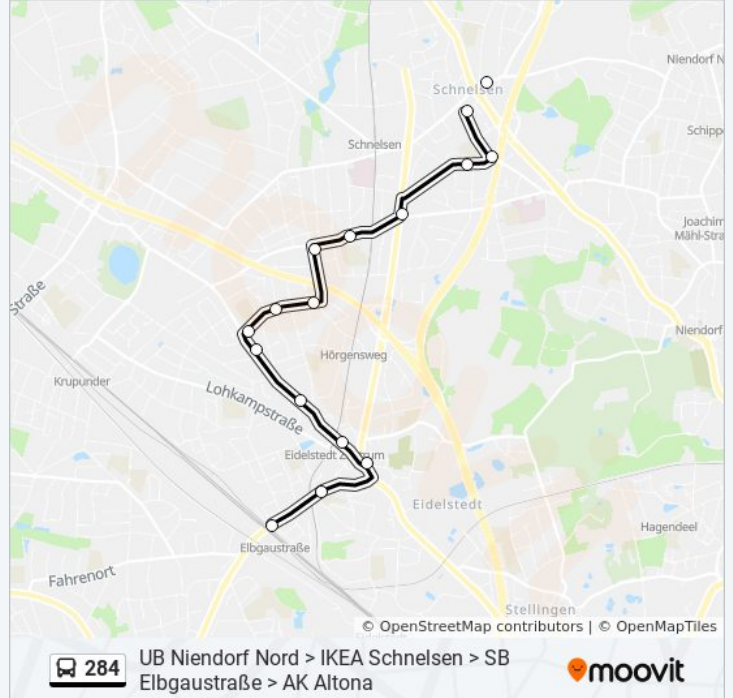 Niendorf N
Schnelsen
Schipp
Schnelsen
Joachim
Mähl-Stra
Straße
Niendorf
Hörgensweg
Krupunder
Lohkampstraße
Eidelstedt Z trum
Eidelstedt
Hagendeel
Elbgaustraße
Fahrenort
Stellingen
© OpenStreetMap contributors | © OpenMapTiles
284
UB Niendorf Nord > IKEA Schnelsen > SB
Elbgaustraße > AK Altona
moovit